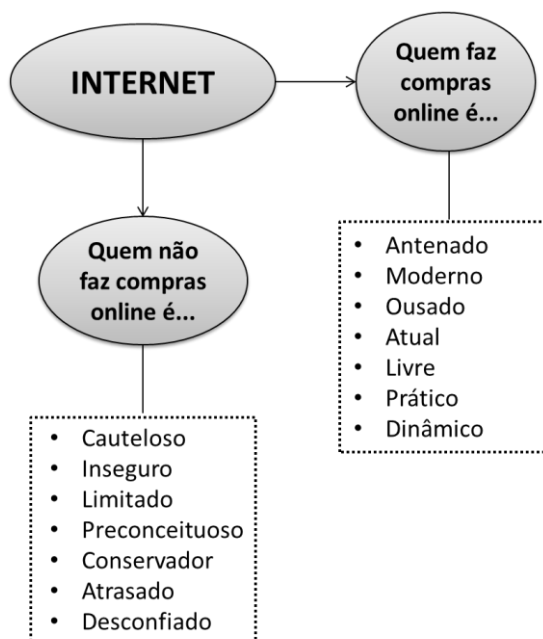 INTERNET
Quem faz
compras
online é...
Quem não
faz compras
online é...
• Antenado
• Moderno
• Ousado
• Atual
• Livre
• Prático
• Dinâmico
• Cauteloso
• Inseguro
• Limitado
• Preconceituoso
• Conservador
• Atrasado
• Desconfiado